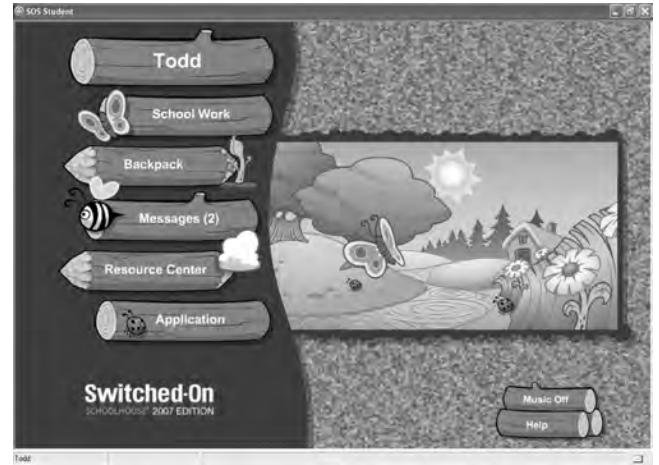 SOS Student
Todd
School Work
Backpack
Messages (2)
Resource Center
Application
Switched-On
SCHOOLHOUSE® 2007 EDITION
Music Off
Help
Todd